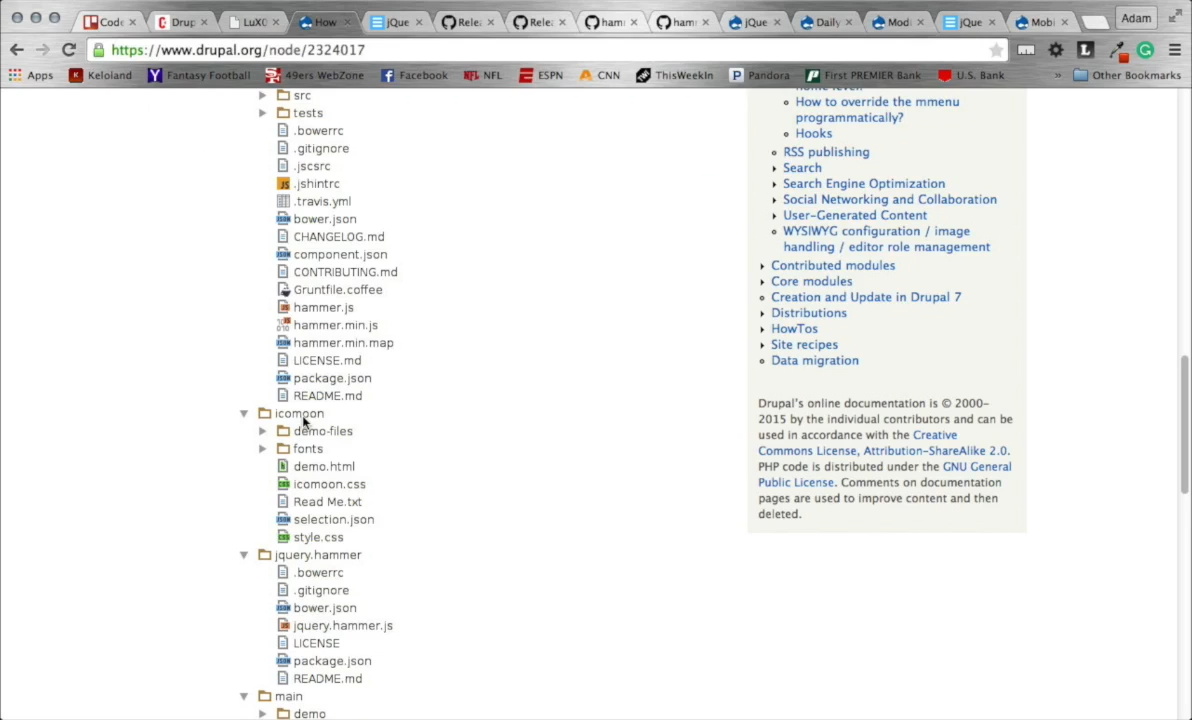 Code
Drup
LuXC
How
jQue
Relea
Relea
hamm
hamm
jQue
Daily
Modi
jQue
Mobi
Adam
https://www.drupal.org/node/2324017
Apps
Keloland
Fantasy Football
49ers WebZone
Facebook
NFL
ESPN
CNN
ThisWeekIn
Pandora
First PREMIER Bank
U.S. Bank
»
Other Bookmarks
src
tests
.bowerrc
.gitignore
.jscsrc
.jshintrc
.travis.yml
bower.json
CHANGELOG.md
component.json
CONTRIBUTING.md
Gruntfile.coffee
hammer.js
hammer.min.js
hammer.min.map
LICENSE.md
package.json
README.md
icomoon
demo-files
fonts
demo.html
icomoon.css
Read Me.txt
selection.json
style.css
jquery.hammer
.bowerrc
.gitignore
bower.json
jquery.hammer.js
LICENSE
package.json
README.md
main
demo
How to override the mmenu
programmatically?
Hooks
RSS publishing
Search
Search Engine Optimization
Social Networking and Collaboration
User-Generated Content
WYSIWYG configuration / image
handling / editor role management
Contributed modules
Core modules
Creation and Update in Drupal 7
Distributions
HowTos
Site recipes
Data migration
Drupal's online documentation is © 2000-
2015 by the individual contributors and can be
used in accordance with the Creative
Commons License, Attribution-ShareAlike 2.0.
PHP code is distributed under the GNU General
Public License. Comments on documentation
pages are used to improve content and then
deleted.